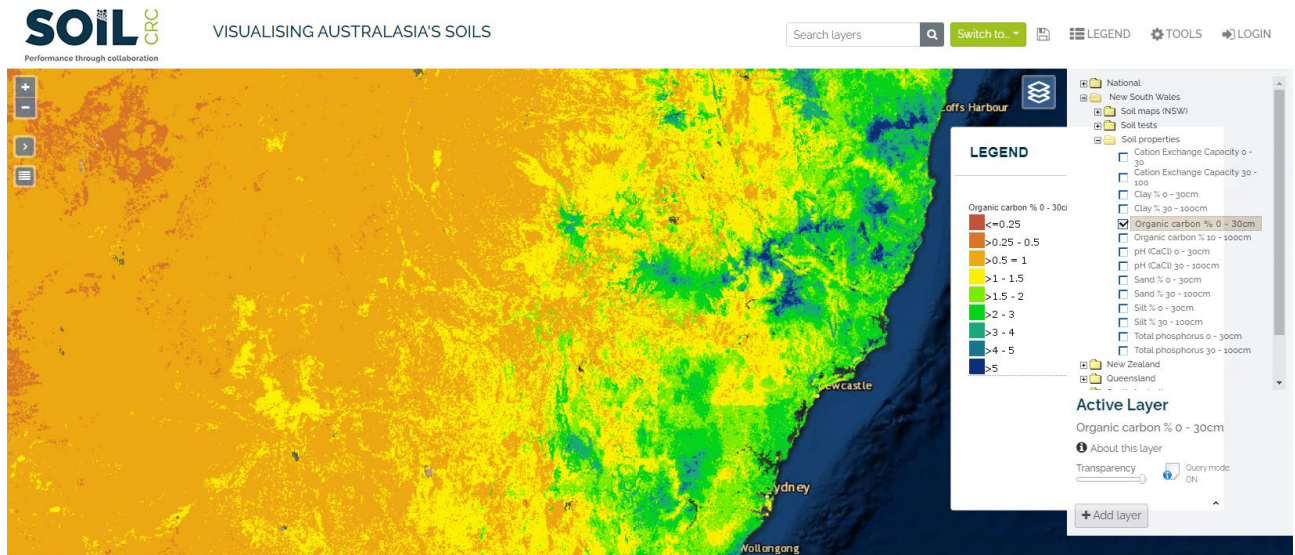 SOIL CRC
Performance through collaboration
VISUALISING AUSTRALASIA'S SOILS
Search layers
Switch to...
LEGEND
TOOLS
LOGIN
+
-
>
offs Harbour
ewcastle
ydney
Wollongong
LEGEND
Organic carbon % 0 - 30c
<=0.25
>0.25 - 0.5
>0.5 = 1
>1 - 1.5
>1.5 - 2
>2 - 3
>3 - 4
>4 - 5
>5
National
New South Wales
Soil maps (NSW)
Soil tests
Soil properties
Cation Exchange Capacity 0 -
30
Cation Exchange Capacity 30 -
100
Clay % 0 - 30cm
Clay % 30 - 100cm
Organic carbon % 0 - 30cm
Organic carbon % 10 - 100cm
pH (CaCl) 0 - 30cm
pH (CaCl) 30 - 100cm
Sand % 0 - 30cm
Sand % 30 - 100cm
Silt % 0 - 30cm
Silt % 30 - 100cm
Total phosphorus 0 - 30cm
Total phosphorus 30 - 100cm
New Zealand
Queensland
Active Layer
Organic carbon % 0 - 30cm
About this layer
Transparency
Query mode:
ON
+ Add layer